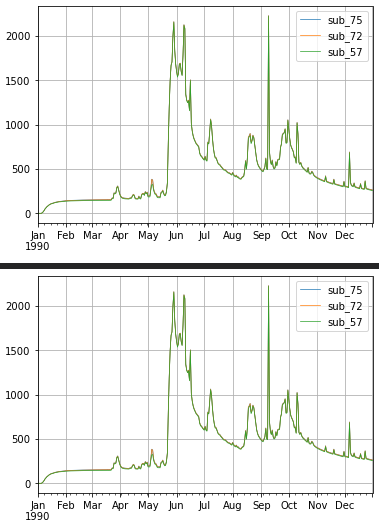 2000
1500
1000
500
0
sub_75
sub_72
sub_57
Jan Feb Mar Apr May Jun Jul Aug Sep Oct Nov Dec
1990
2000
1500
1000
500
0
sub_75
sub_72
sub_57
Jan Feb Mar Apr May Jun Jul Aug Sep Oct Nov Dec
1990